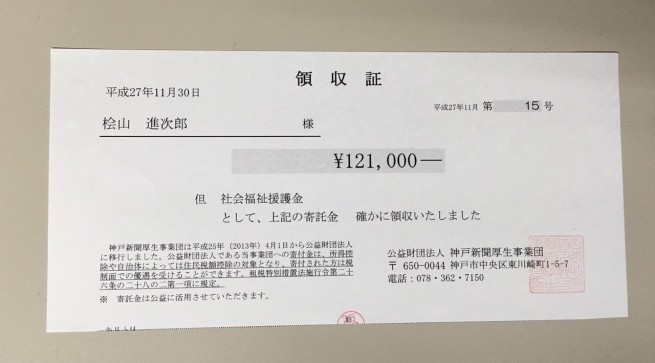 領収証
平成27年11月30日
平成27年11月 第 15 号
桧山 進次郎 様
¥121,000―
但 社会福祉援護金
として、上記の寄託金 確かに領収いたしました
神戸新聞厚生事業団は平成25年(2013年)4月1日から公益財団法人
に移行しました。公益財団法人である当事業団への寄付金は、所得控
除や自治体によっては住民税額控除の対象となり、寄付された方は税
制面での優遇を受けることができます。租税特別措置法施行令第二十
六条の二十八の二第一項に規定。
※ 寄託金は公益に活用させていただきます。
公益財団法人 神戸新聞厚生事業団
〒 650-0044 神戸市中央区東川崎町1-5-7
電話:078・362・7150